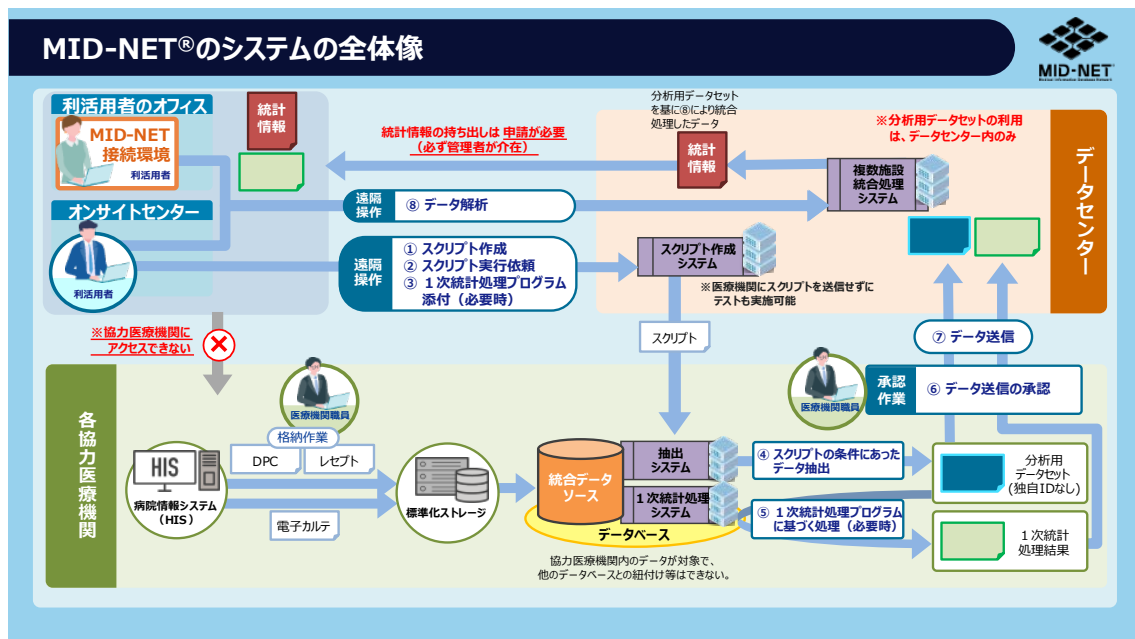 MID-NET®のシステムの全体像
MID-NET
利活用者のオフィス
MID-NET
接続環境
利活用者
オンサイトセンター
利活用者
統計
情報
統計情報の持ち出しは 申請が必要
（必ず管理者が介在）
分析用データセット
を基に⑧により統合
処理したデータ
統計
情報
※分析用データセットの利用
は、データセンター内のみ
複数施設
統合処理
システム
データセンター
遠隔
操作
⑧ データ解析
遠隔
操作
① スクリプト作成
② スクリプト実行依頼
③ １次統計処理プログラム
添付（必要時）
スクリプト作成
システム
※医療機関にスクリプトを送信せずに
テストも実施可能
※協力医療機関に
アクセスできない
スクリプト
⑦ データ送信
各協力医療機関
医療機関職員
格納作業
DPC
レセプト
電子カルテ
HIS
病院情報システム
（HIS）
標準化ストレージ
統合データ
ソース
抽出
システム
１次統計処理
システム
データベース
協力医療機関内のデータが対象で、
他のデータベースとの紐付け等はできない。
医療機関職員
承認
作業
⑥ データ送信の承認
④ スクリプトの条件にあった
データ抽出
⑤ １次統計処理プログラム
に基づく処理（必要時）
分析用
データセット
(独自IDなし)
１次統計
処理結果